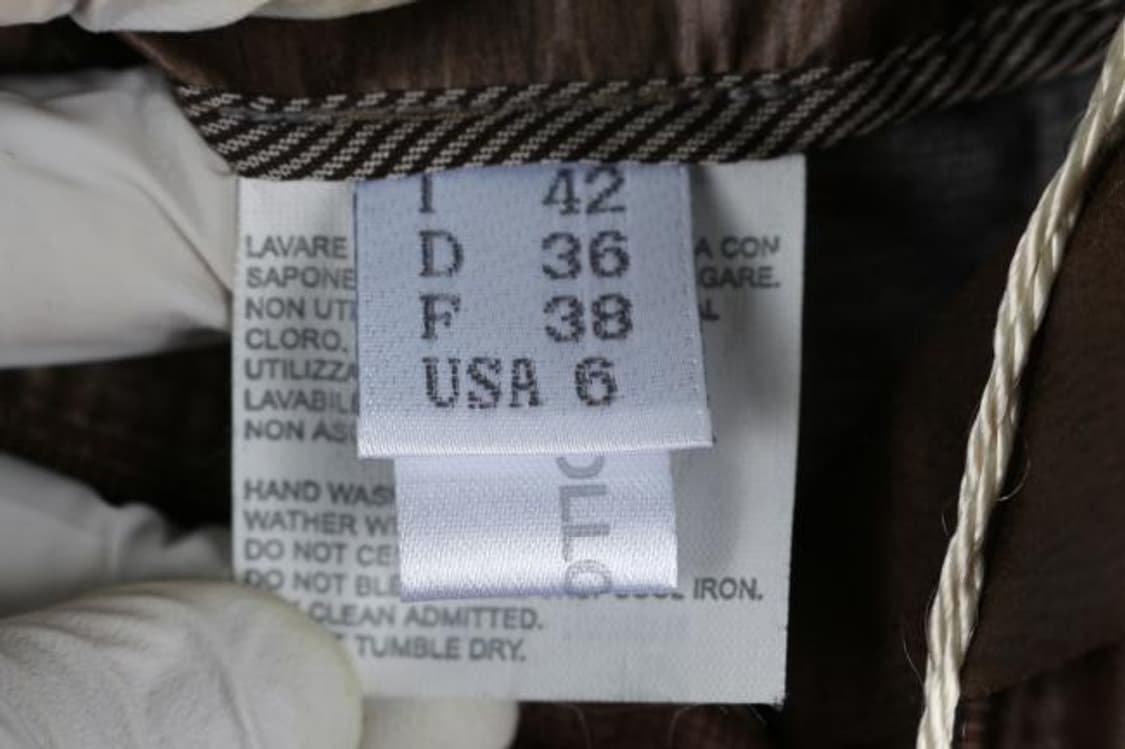 I 42
D 36
F 38
USA 6
LAVARE A CON
SAPONE GARE.
NON UTI AL
CLORO.
UTILIZZA
LAVABIL
NON AS
HAND WASH
WATHER W
DO NOT CE
DO NOT BLE IRON.
CLEAN ADMITTED.
TUMBLE DRY.
OLLO